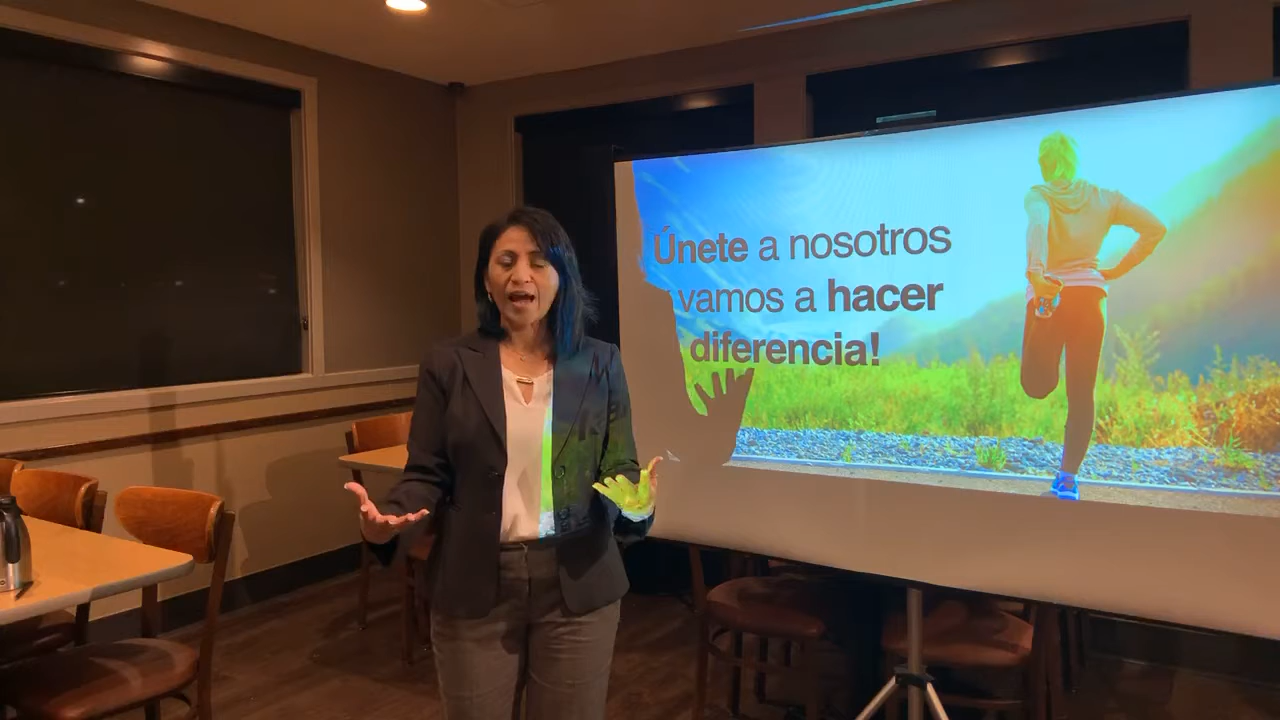 Únete a nosotros
y vamos a hacer
diferencia!